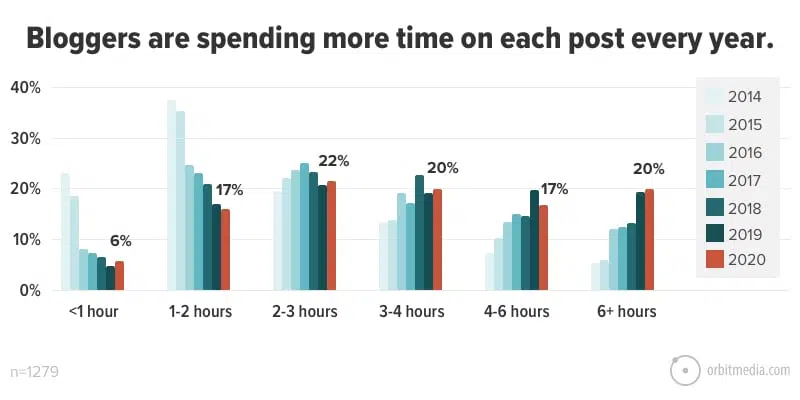 Bloggers are spending more time on each post every year.
40%
30%
20%
10%
0%
6%
17%
22%
20%
17%
20%
<1 hour
1-2 hours
2-3 hours
3-4 hours
4-6 hours
6+ hours
2014
2015
2016
2017
2018
2019
2020
n=1279
orbitmedia.com